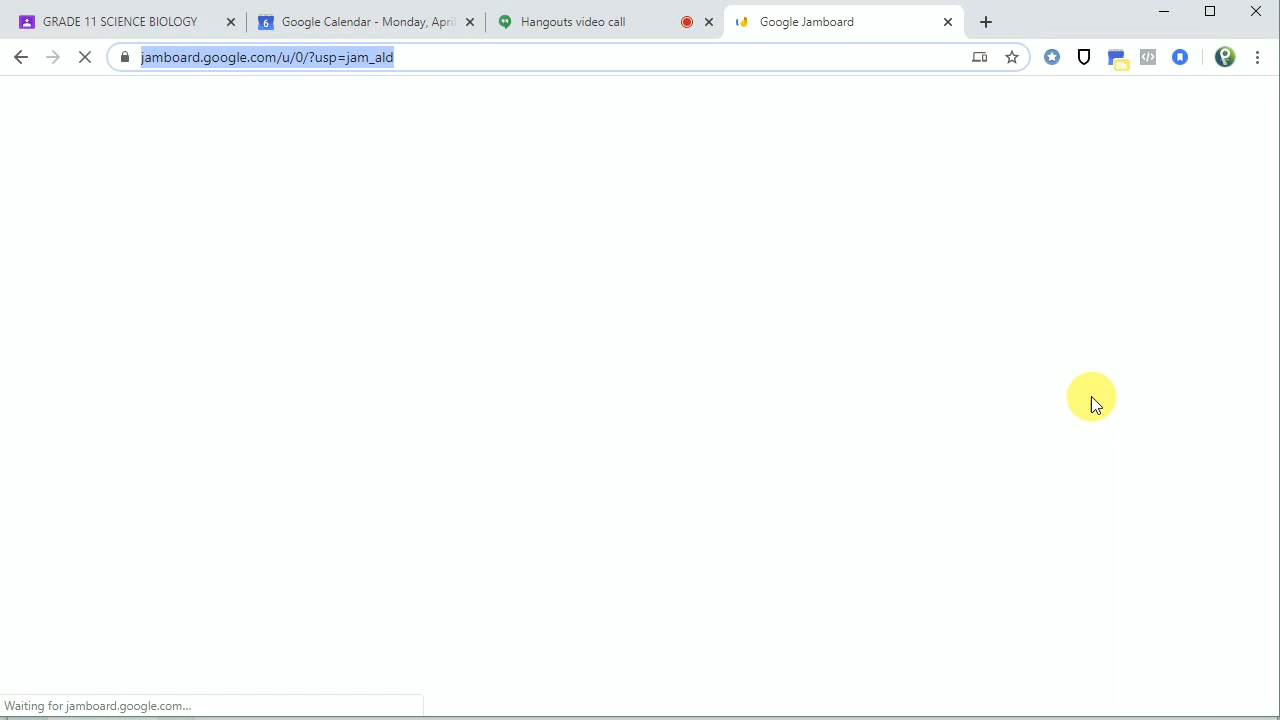 GRADE 11 SCIENCE BIOLOGY
Google Calendar - Monday, April
Hangouts video call
Google Jamboard
jamboard.google.com/u/0/?usp=jam_ald
Waiting for jamboard.google.com...